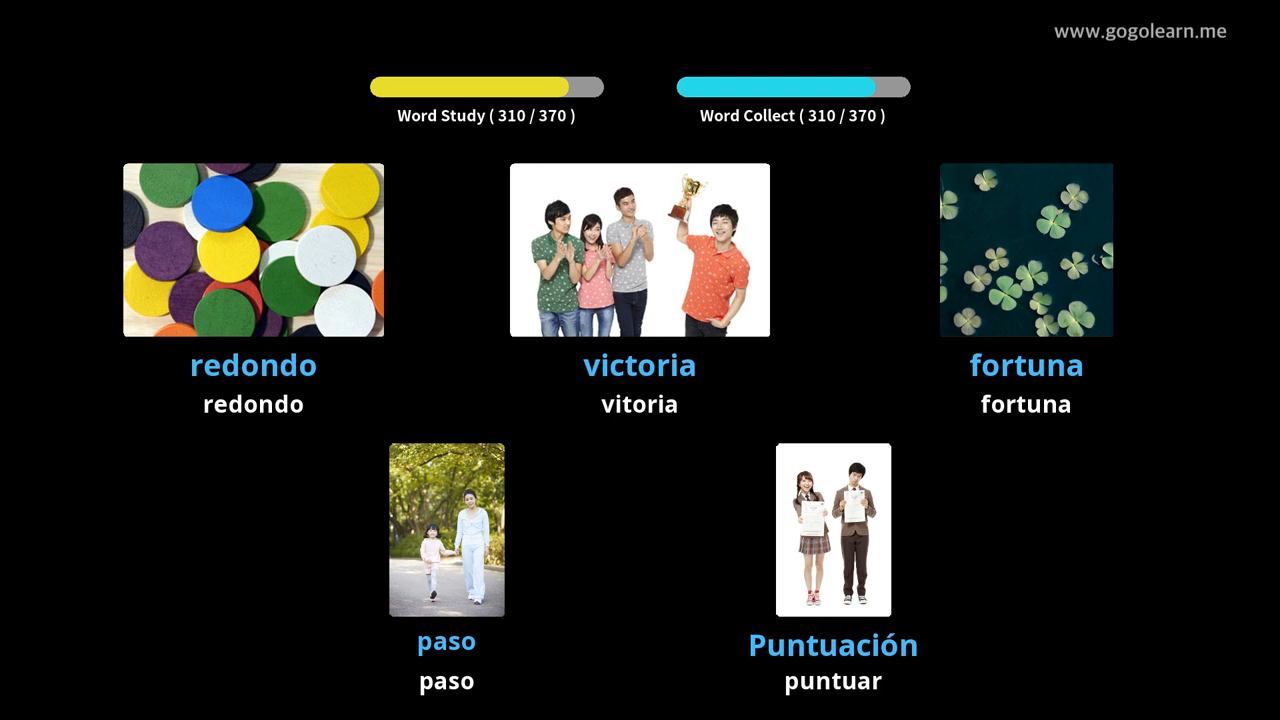 www.gogolearn.me
Word Study ( 310 / 370 )
Word Collect ( 310 / 370 )
redondo
redondo
victoria
vitoria
fortuna
fortuna
paso
paso
Puntuación
puntuar